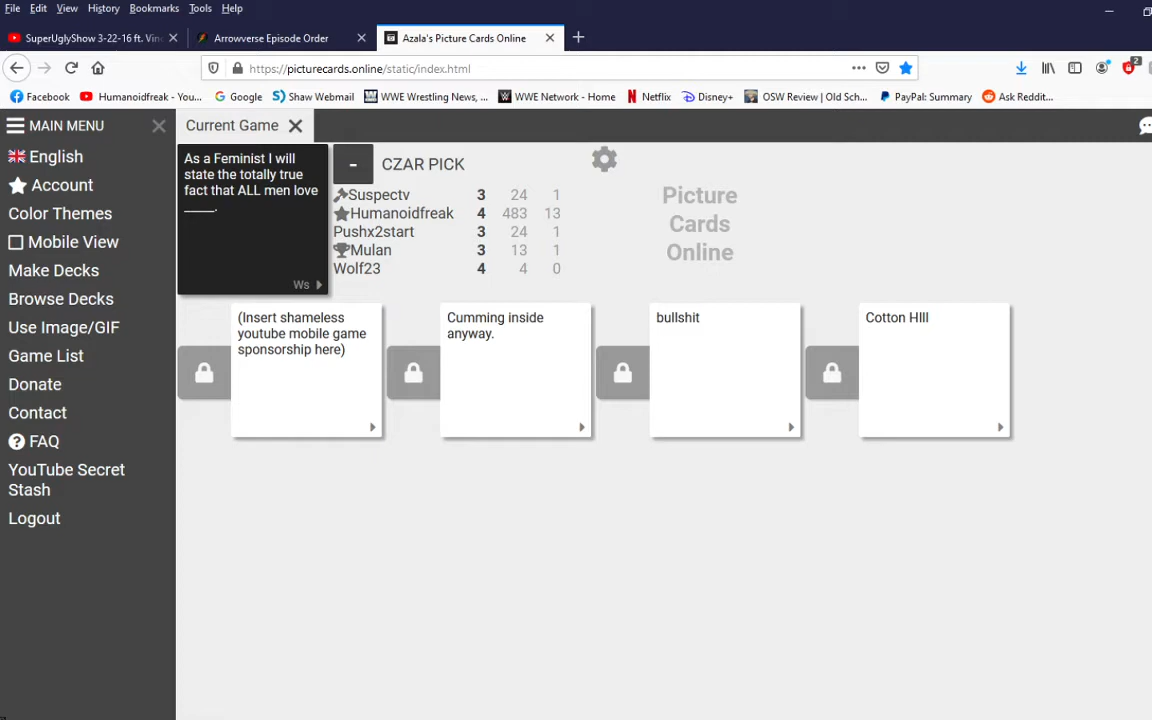 File Edit View History Bookmarks Tools Help
SuperUglyShow 3-22-16 ft. Vin
Arrowverse Episode Order
Azala's Picture Cards Online
https://picturecards.online/static/index.html
2
Facebook
Humanoidfreak - You...
Google
Shaw Webmail
WWE Wrestling News, ...
WWE Network - Home
Netflix
Disney+
OSW Review | Old Sch...
PayPal: Summary
Ask Reddit...
MAIN MENU
English
Account
Color Themes
Mobile View
Make Decks
Browse Decks
Use Image/GIF
Game List
Donate
Contact
FAQ
YouTube Secret
Stash
Logout
Current Game
As a Feminist I will
state the totally true
fact that ALL men love
____.
Ws
- CZAR PICK
Suspectv 3 24 1
Humanoidfreak 4 483 13
Pushx2start 3 24 1
Mulan 3 13 1
Wolf23 4 4 0
Picture
Cards
Online
(Insert shameless
youtube mobile game
sponsorship here)
Cumming inside
anyway.
bullshit
Cotton HIll